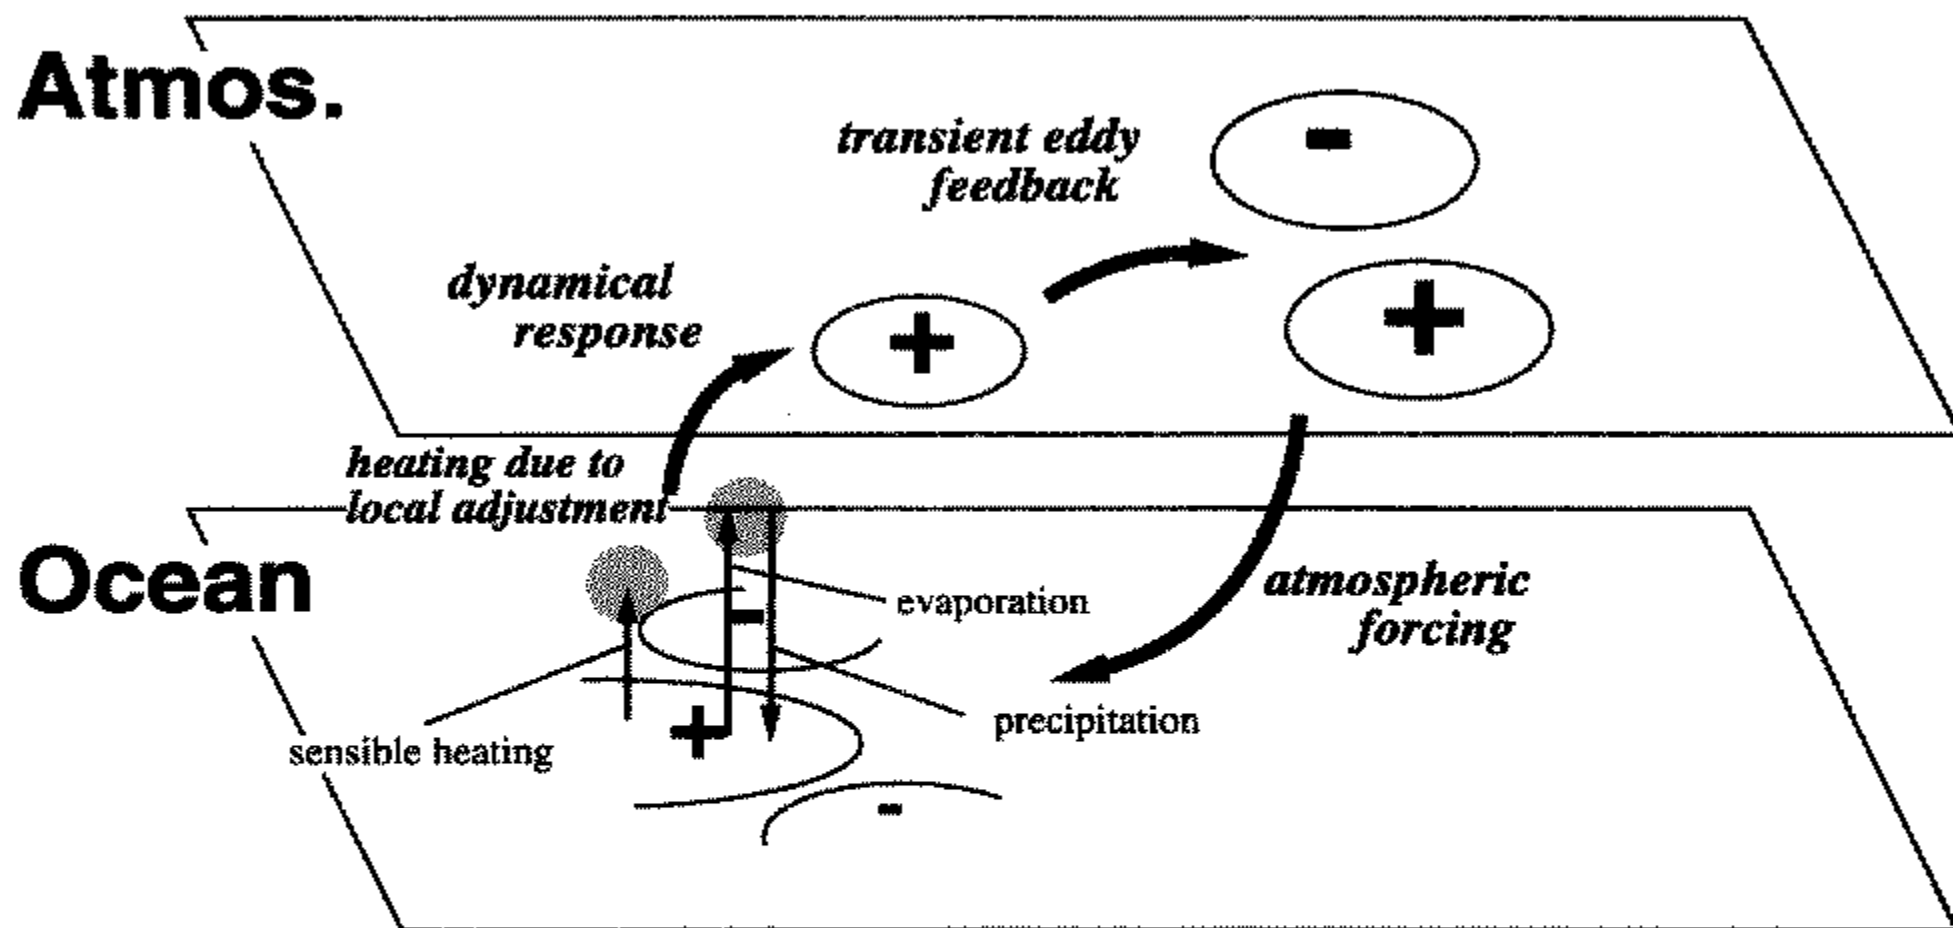 Atmos.
transient eddy
feedback
-
dynamical
response
+
+
heating due to
local adjustment
Ocean
evaporation
-
atmospheric
forcing
sensible heating
+
precipitation
-